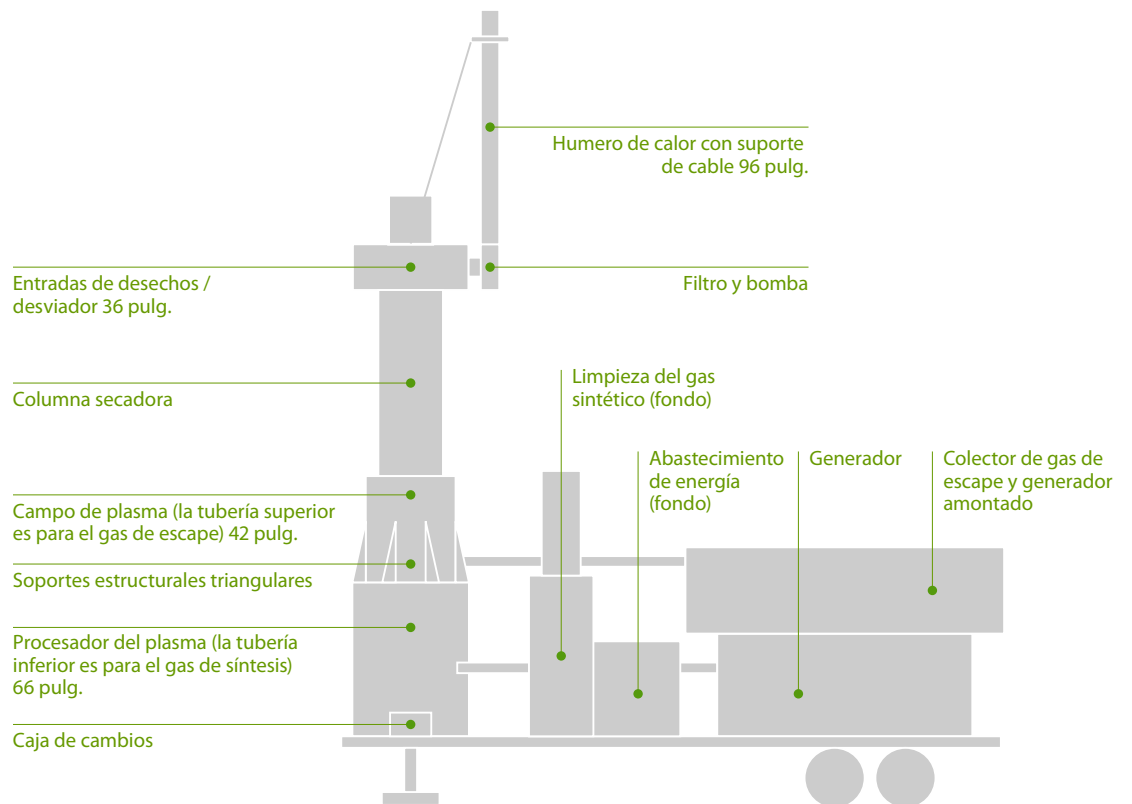 Humero de calor con suporte
de cable 96 pulg.
Entradas de desechos /
desviador 36 pulg.
Filtro y bomba
Columna secadora
Limpieza del gas
sintético (fondo)
Abastecimiento
de energía
(fondo)
Generador
Colector de gas de
escape y generador
amontado
Campo de plasma (la tubería superior
es para el gas de escape) 42 pulg.
Soportes estructurales triangulares
Procesador del plasma (la tubería
inferior es para el gas de síntesis)
66 pulg.
Caja de cambios